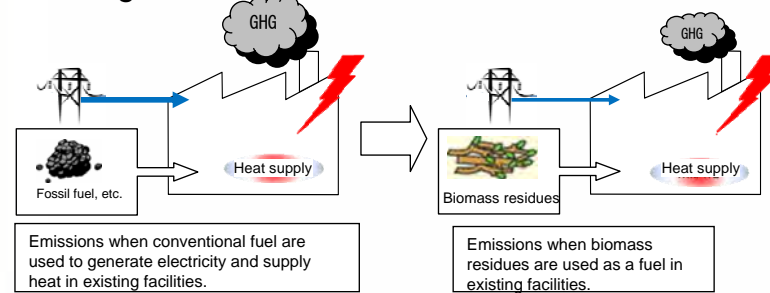 GHG
GHG
Fossil fuel, etc.
Heat supply
Biomass residues
Heat supply
Emissions when conventional fuel are
used to generate electricity and supply
heat in existing facilities.
Emissions when biomass
residues are used as a fuel in
existing facilities.